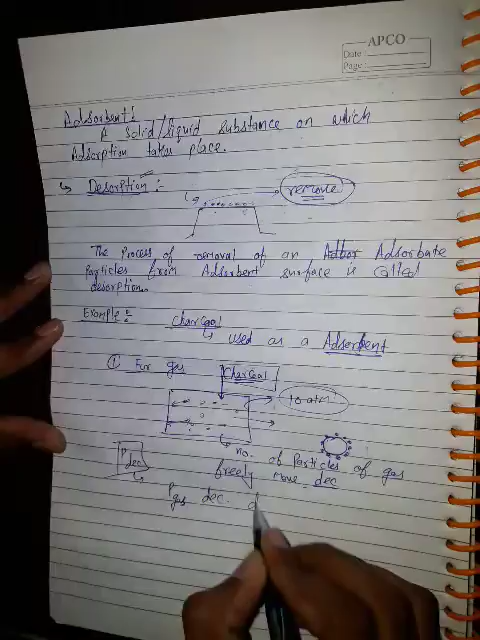 APCO
Date :
Page :
Adsorbent :
A solid/liquid substance on which
Adsorption takes place.
↳ Desorption :-
remove
The Process of removal of an Adbor Adsorbate
Particles from Adsorbent surface is called
desorption.
Example : Charcoal
↳ used as a Adsorbent
① For gas
Charcoal
10 atm
no. of Particles of gas
P dec
freely move dec
Pgas dec. d